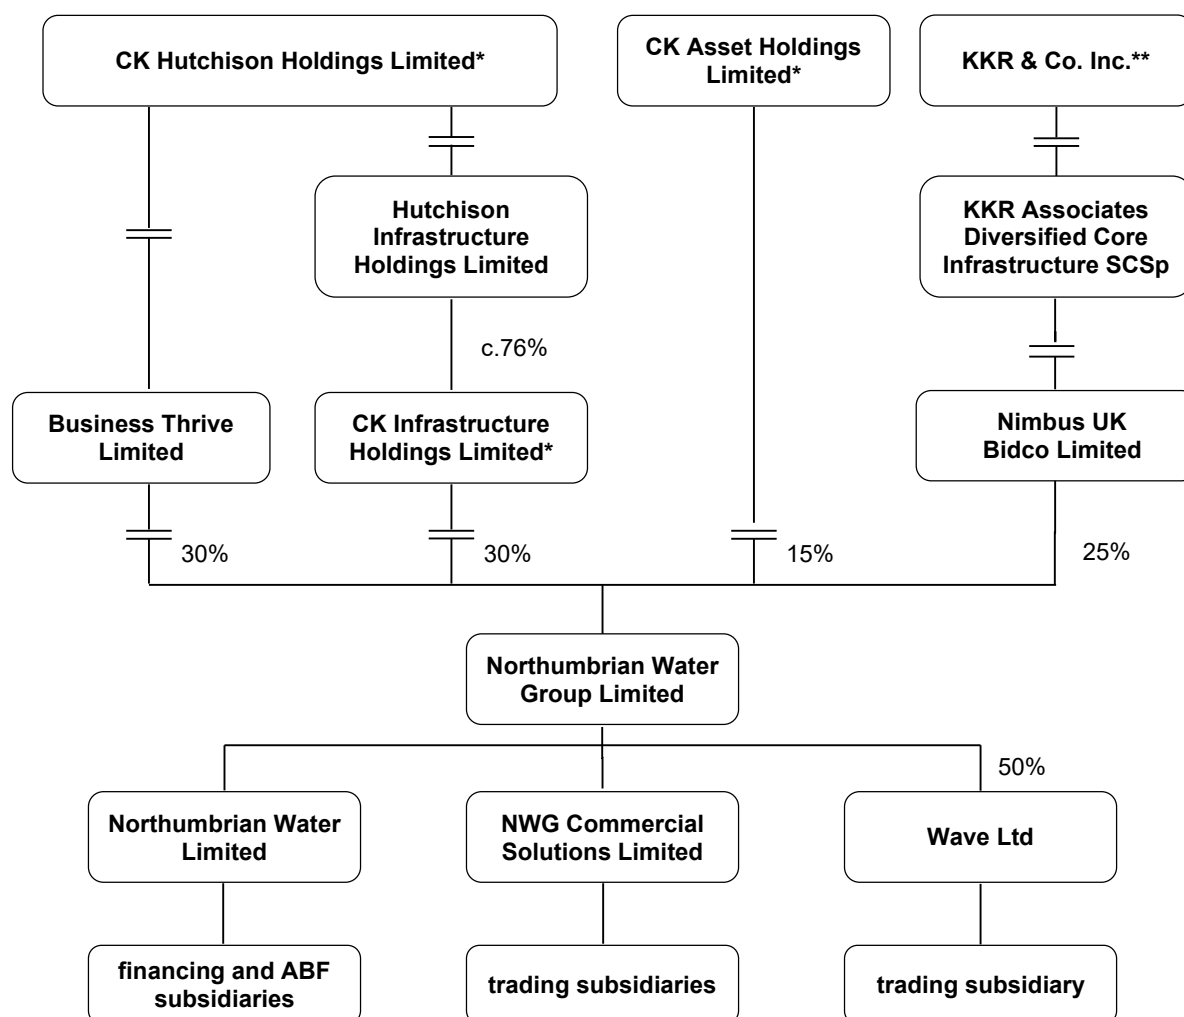 CK Hutchison Holdings Limited*
CK Asset Holdings
Limited*
KKR & Co. Inc.**
Hutchison
Infrastructure
Holdings Limited
KKR Associates
Diversified Core
Infrastructure SCSp
c.76%
Business Thrive
Limited
CK Infrastructure
Holdings Limited*
Nimbus UK
Bidco Limited
30%
30%
15%
25%
Northumbrian Water
Group Limited
50%
Northumbrian Water
Limited
NWG Commercial
Solutions Limited
Wave Ltd
financing and ABF
subsidiaries
trading subsidiaries
trading subsidiary